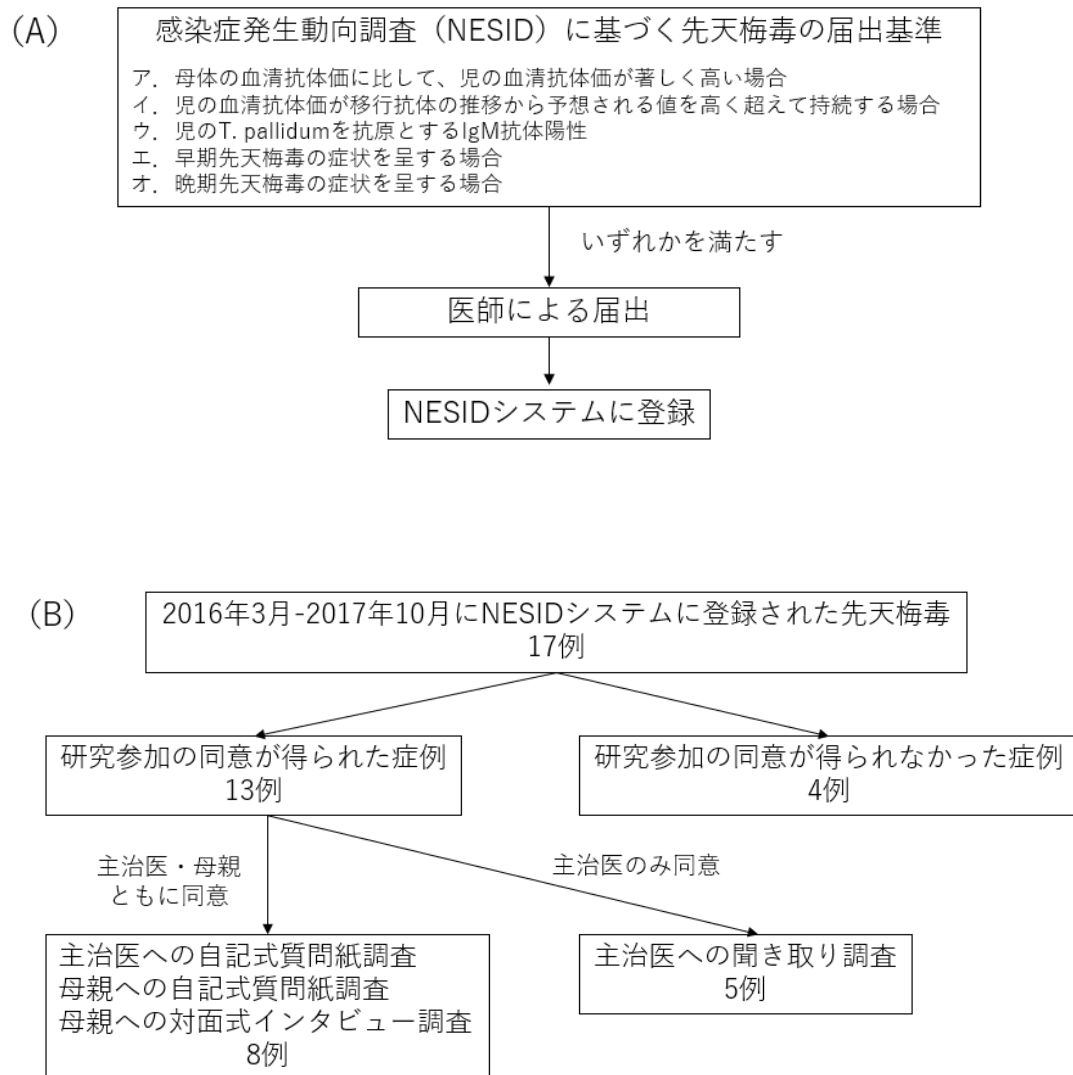 (A)
感染症発生動向調査（NESID）に基づく先天梅毒の届出基準
ア．母体の血清抗体価に比して、児の血清抗体価が著しく高い場合
イ．児の血清抗体価が移行抗体の推移から予想される値を高く超えて持続する場合
ウ．児のT. pallidumを抗原とするIgM抗体陽性
エ．早期先天梅毒の症状を呈する場合
オ．晩期先天梅毒の症状を呈する場合
いずれかを満たす
医師による届出
NESIDシステムに登録
(B)
2016年3月-2017年10月にNESIDシステムに登録された先天梅毒
17例
研究参加の同意が得られた症例
13例
研究参加の同意が得られなかった症例
4例
主治医・母親
ともに同意
主治医のみ同意
主治医への自記式質問紙調査
母親への自記式質問紙調査
母親への対面式インタビュー調査
8例
主治医への聞き取り調査
5例